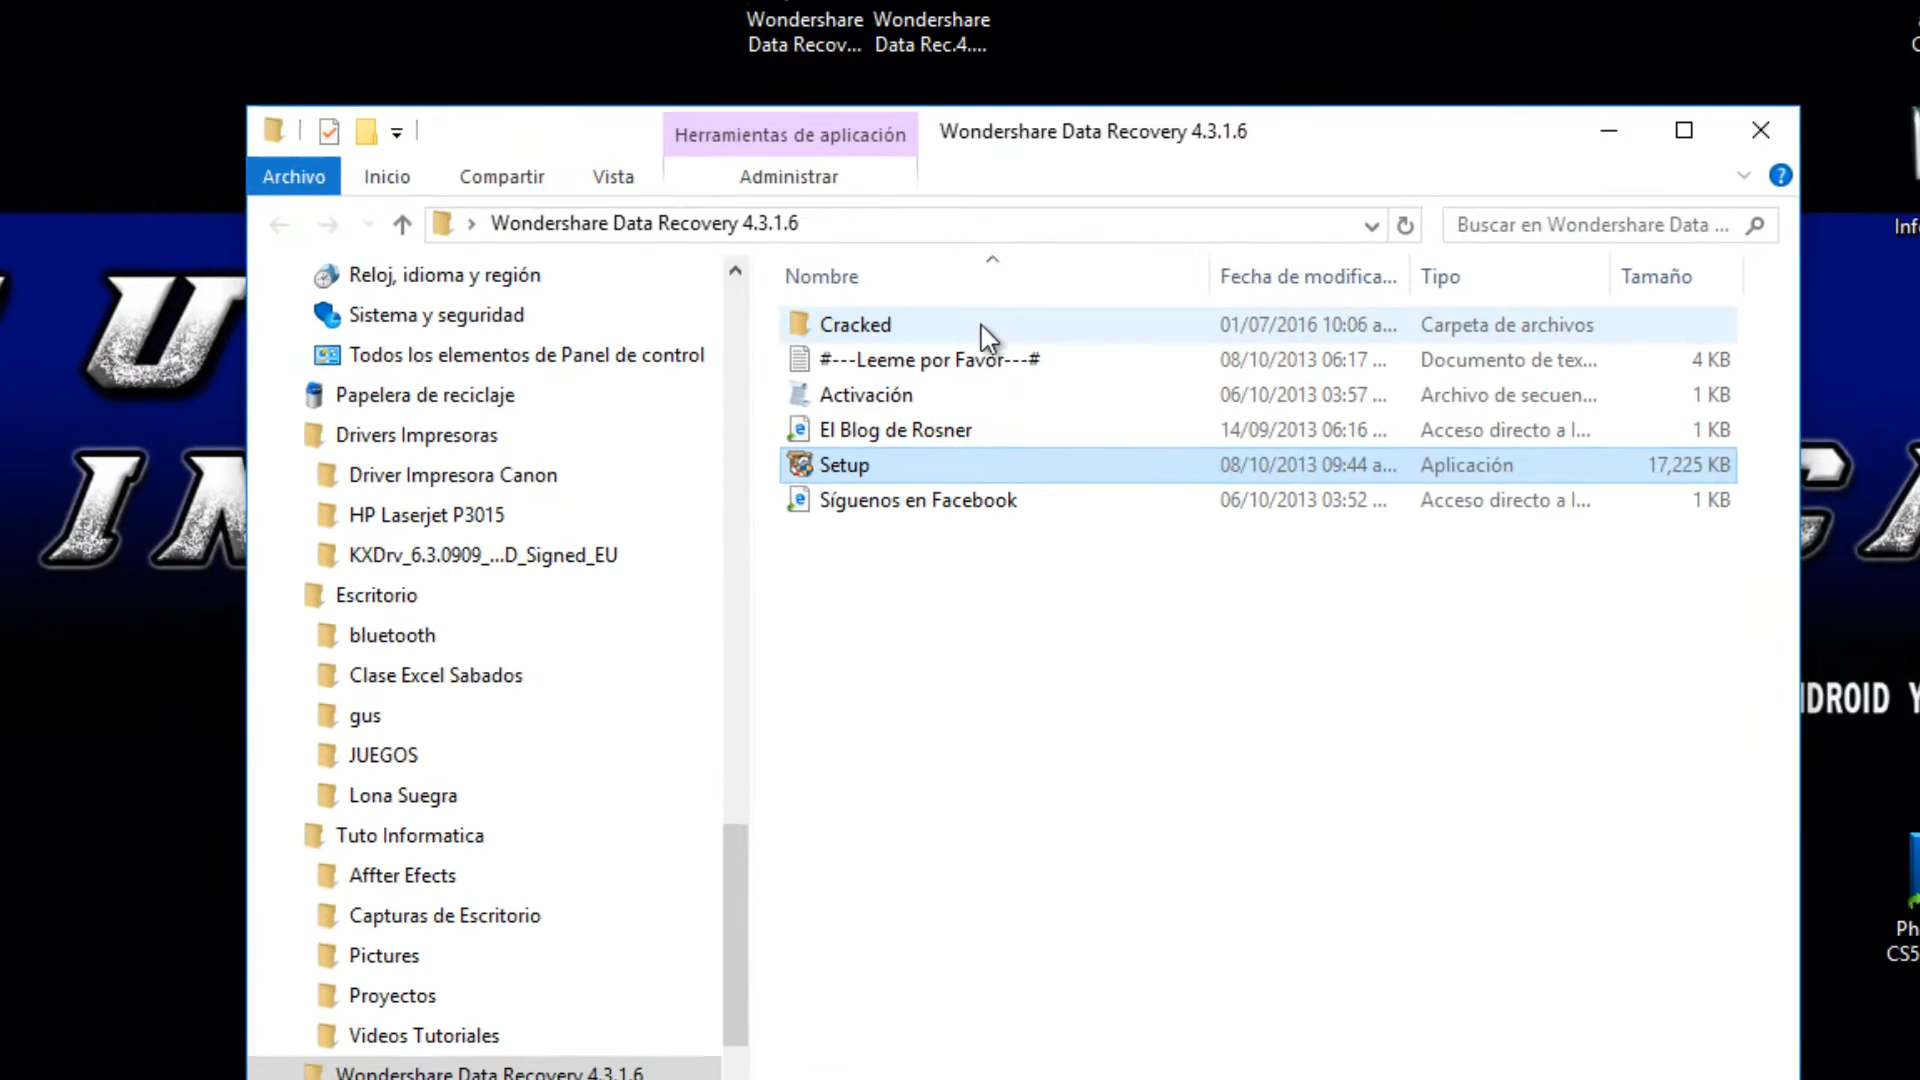 Wondershare Wondershare
Data Recov... Data Rec.4....
Herramientas de aplicación
Wondershare Data Recovery 4.3.1.6
Archivo Inicio Compartir Vista Administrar
Wondershare Data Recovery 4.3.1.6
Buscar en Wondershare Data ...
Inf
Reloj, idioma y región
Sistema y seguridad
Todos los elementos de Panel de control
Papelera de reciclaje
Drivers Impresoras
Driver Impresora Canon
HP Laserjet P3015
KXDrv_6.3.0909_...D_Signed_EU
Escritorio
bluetooth
Clase Excel Sabados
gus
JUEGOS
Lona Suegra
Tuto Informatica
Affter Efects
Capturas de Escritorio
Pictures
Proyectos
Videos Tutoriales
Wondershare Data Recovery 4.3.1.6
Nombre Fecha de modifica... Tipo Tamaño
Cracked 01/07/2016 10:06 a... Carpeta de archivos
#---Leeme por Favor---# 08/10/2013 06:17 ... Documento de tex... 4 KB
Activación 06/10/2013 03:57 ... Archivo de secuen... 1 KB
El Blog de Rosner 14/09/2013 06:16 ... Acceso directo a l... 1 KB
Setup 08/10/2013 09:44 a... Aplicación 17,225 KB
Síguenos en Facebook 06/10/2013 03:52 ... Acceso directo a l... 1 KB
DROID Y
Ph
CS5